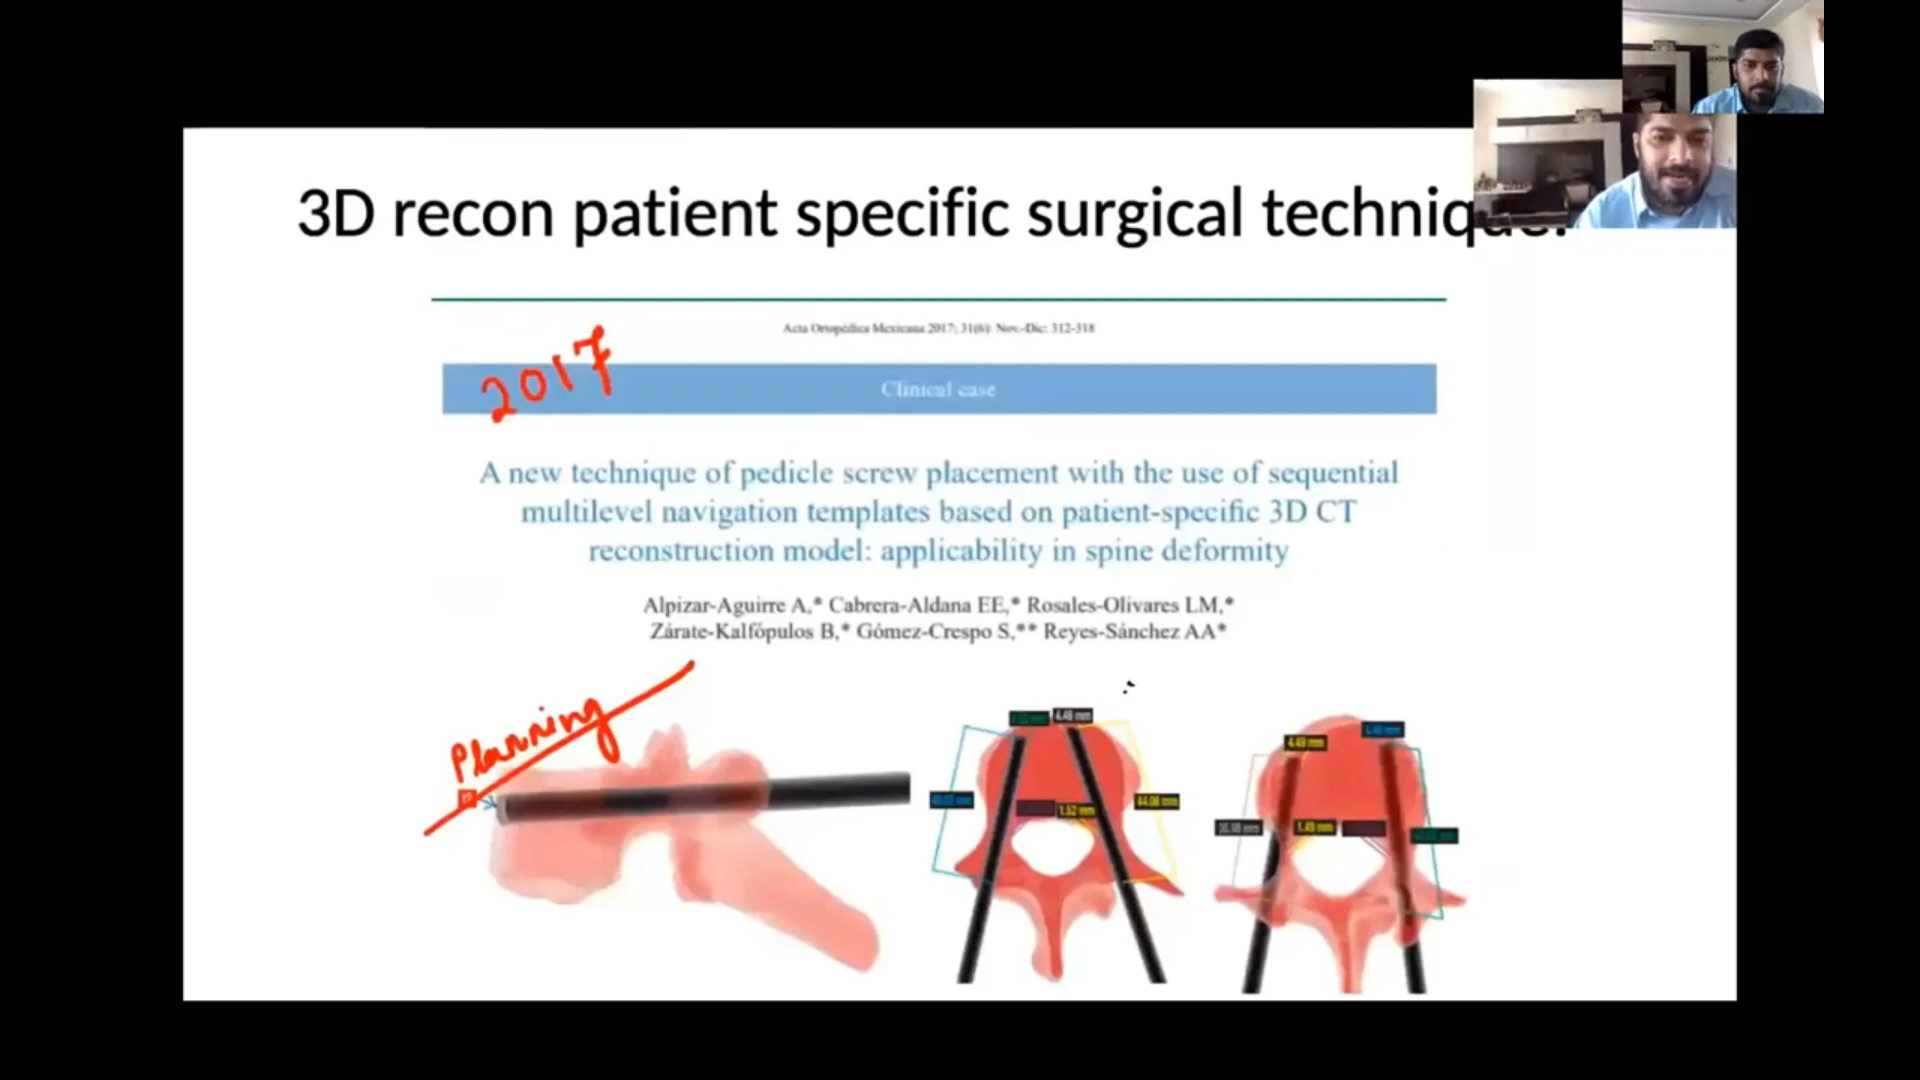 3D recon patient specific surgical technique.
Acta Ortopédica Mexicana 2017; 31(6): Nov.-Dic: 312-318
2017
Clinical case
A new technique of pedicle screw placement with the use of sequential
multilevel navigation templates based on patient-specific 3D CT
reconstruction model: applicability in spine deformity
Alpizar-Aguirre A,* Cabrera-Aldana EE,* Rosales-Olivares LM,*
Zárate-Kalfópulos B,* Gómez-Crespo S,** Reyes-Sánchez AA*
Planning
4.48 mm
4.49 mm
1.52 mm
44.08 mm
1.49 mm